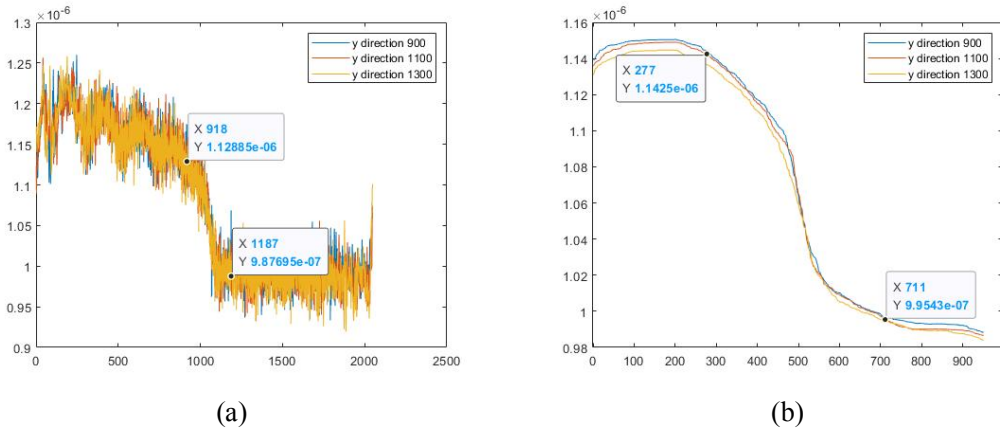 ×10⁻⁶
1.3
1.25
1.2
1.15
1.1
1.05
1
0.95
0.9
0
500
1000
1500
2000
2500
y direction 900
y direction 1100
y direction 1300
X 918
Y 1.12885e-06
X 1187
Y 9.87695e-07
(a)
×10⁻⁶
1.16
1.14
1.12
1.1
1.08
1.06
1.04
1.02
1
0.98
0
100
200
300
400
500
600
700
800
900
y direction 900
y direction 1100
y direction 1300
X 277
Y 1.1425e-06
X 711
Y 9.9543e-07
(b)